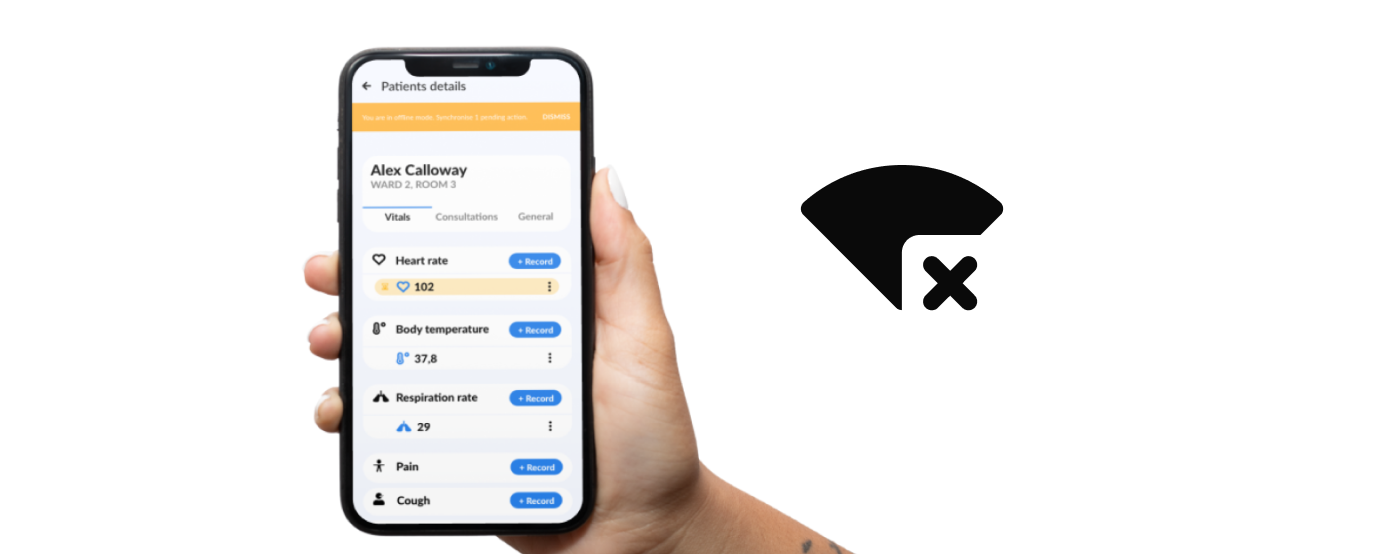 Patients details
You are in offline mode. Synchronise 1 pending action.
DISMISS
Alex Calloway
WARD 2, ROOM 3
Vitals Consultations General
Heart rate + Record
102
Body temperature + Record
37,8
Respiration rate + Record
29
Pain + Record
Cough + Record